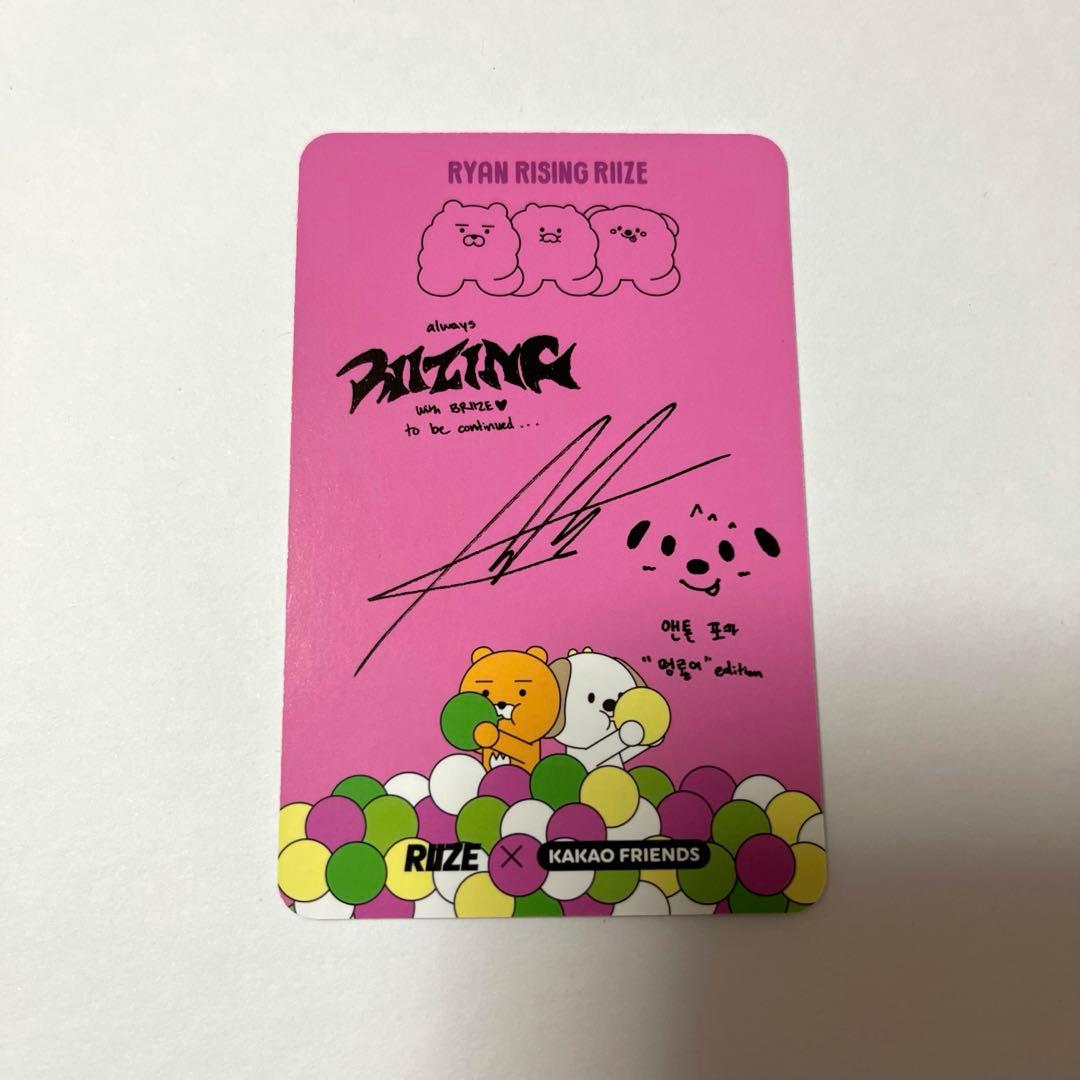 RYAN RISING RIIZE
always
RIIZING
with BRIIZE♥
to be continued...
앤톤 포카
"멍룡이" edition
RIIZE × KAKAO FRIENDS